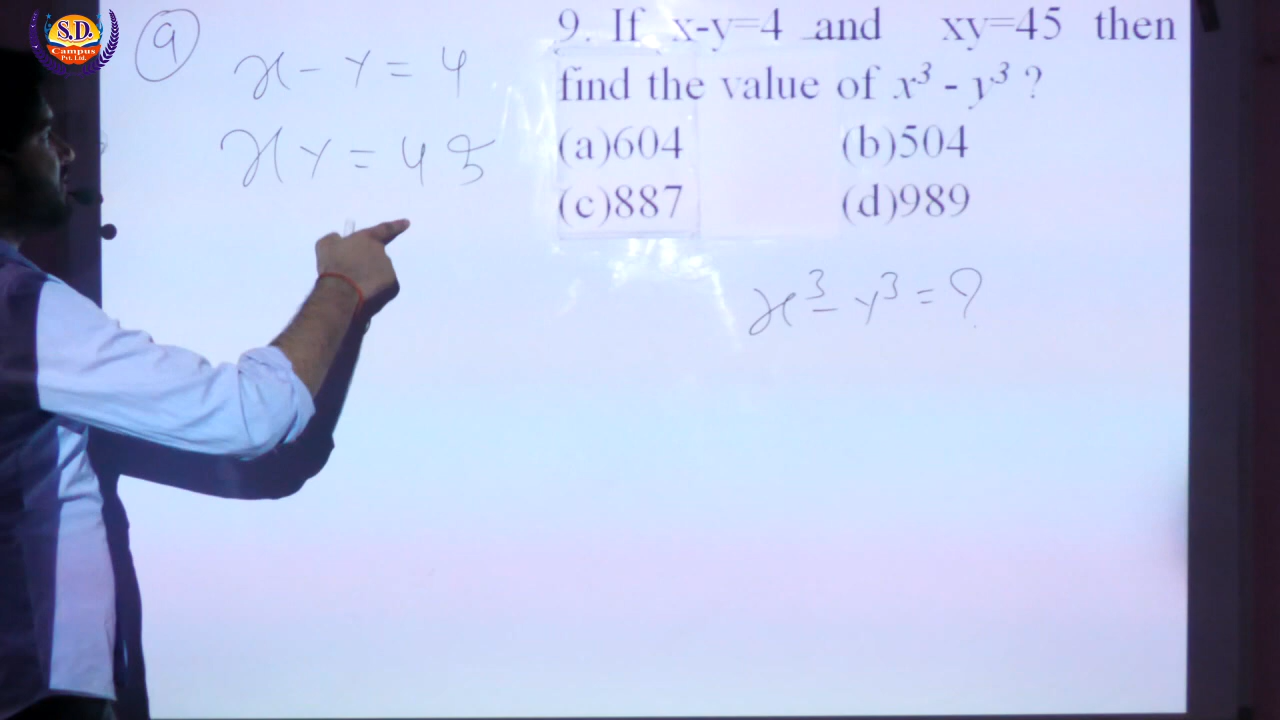 S.D.
Campus
Pvt. Ltd.
9
x - y = 4
xy = 45
9. If x-y=4 and xy=45 then
find the value of x³ - y³ ?
(a)604 (b)504
(c)887 (d)989
x³ - y³ = ?